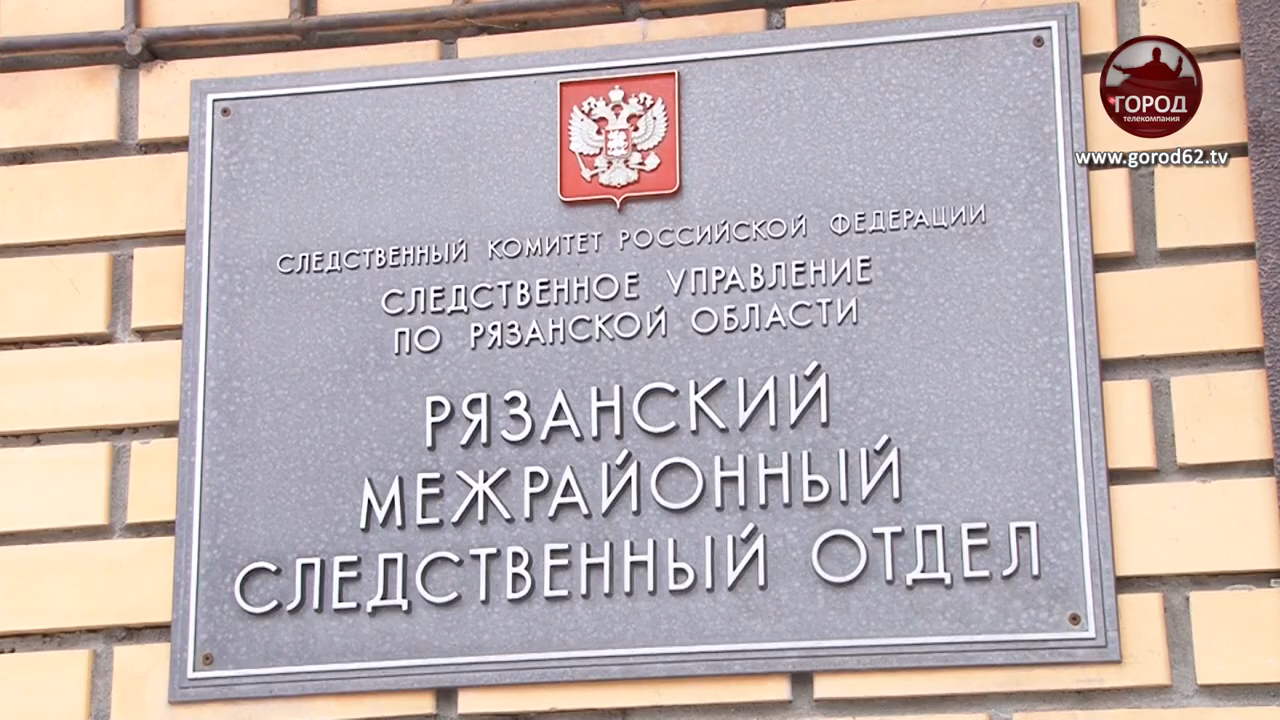 ГОРОД
телекомпания
www.gorod62.tv
СЛЕДСТВЕННЫЙ КОМИТЕТ РОССИЙСКОЙ ФЕДЕРАЦИИ
СЛЕДСТВЕННОЕ УПРАВЛЕНИЕ
ПО РЯЗАНСКОЙ ОБЛАСТИ
РЯЗАНСКИЙ
МЕЖРАЙОННЫЙ
СЛЕДСТВЕННЫЙ ОТДЕЛ